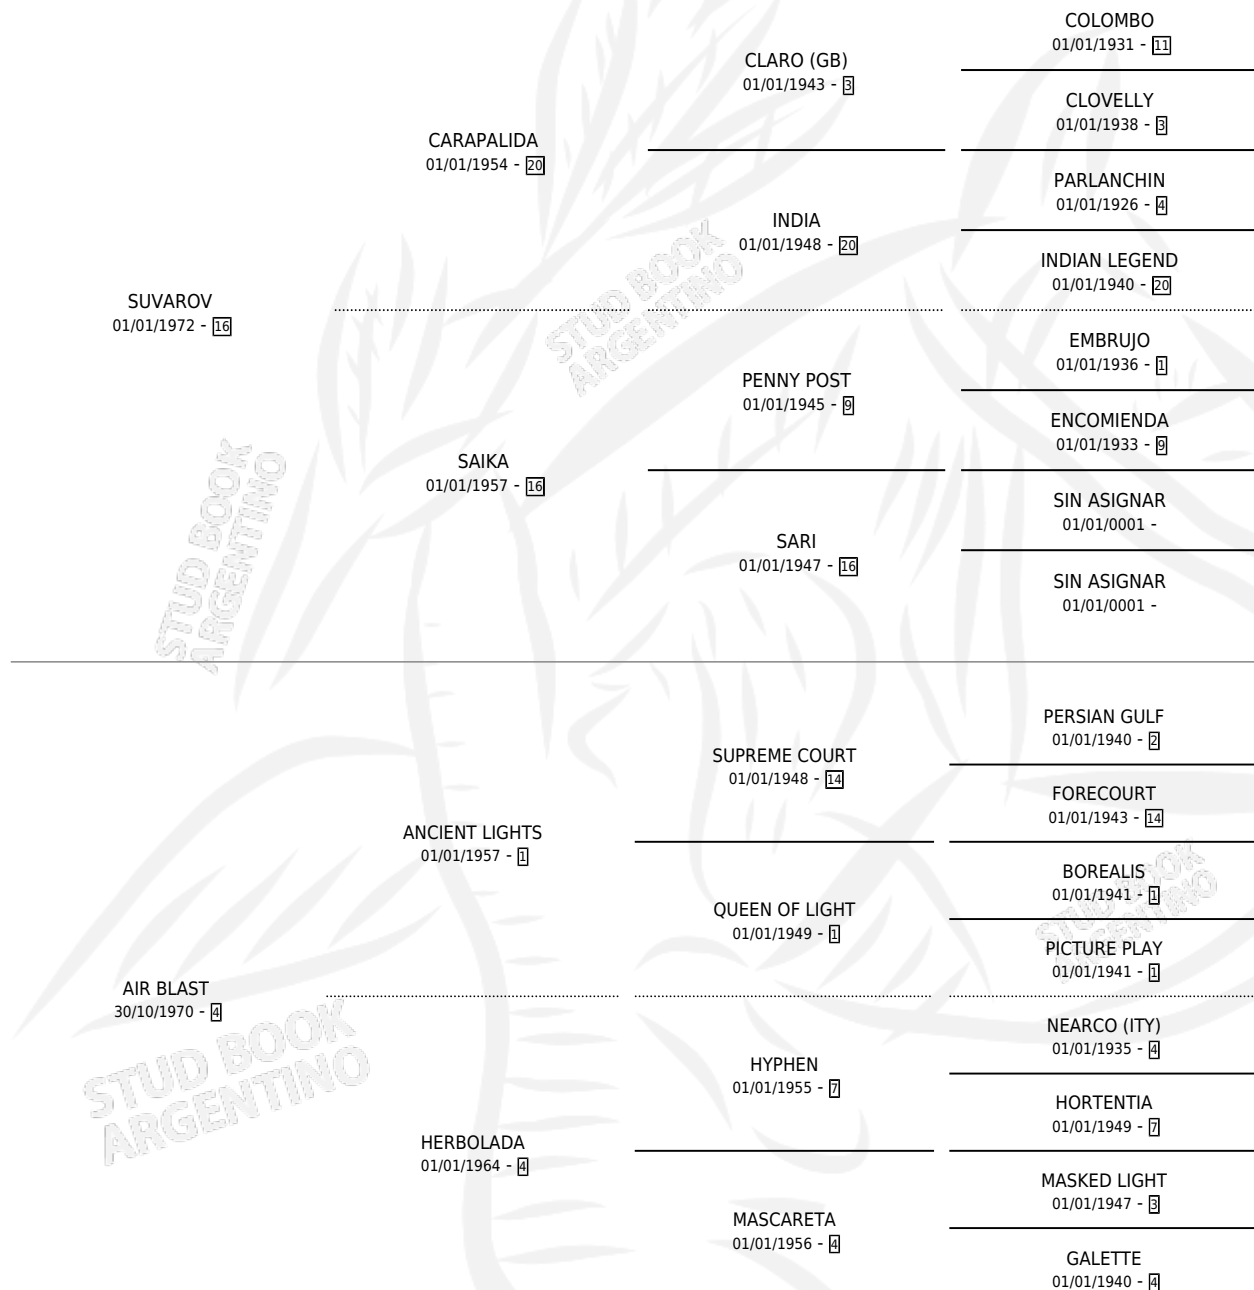 COLOMBO
01/01/1931 - 11
CLARO (GB)
01/01/1943 - 3
CLOVELLY
01/01/1938 - 3
CARAPALIDA
01/01/1954 - 20
PARLANCHIN
01/01/1926 - 4
INDIA
01/01/1948 - 20
INDIAN LEGEND
01/01/1940 - 20
SUVAROV
01/01/1972 - 16
EMBRUJO
01/01/1936 - 1
PENNY POST
01/01/1945 - 9
ENCOMIENDA
01/01/1933 - 9
SAIKA
01/01/1957 - 16
SIN ASIGNAR
01/01/0001 -
SARI
01/01/1947 - 16
SIN ASIGNAR
01/01/0001 -
STUD BOOK
ARGENTINO
STUD BOOK
ARGENTINO
PERSIAN GULF
01/01/1940 - 2
SUPREME COURT
01/01/1948 - 14
FORECOURT
01/01/1943 - 14
ANCIENT LIGHTS
01/01/1957 - 1
BOREALIS
01/01/1941 - 1
QUEEN OF LIGHT
01/01/1949 - 1
PICTURE PLAY
01/01/1941 - 1
AIR BLAST
30/10/1970 - 4
NEARCO (ITY)
01/01/1935 - 4
HYPHEN
01/01/1955 - 7
HORTENTIA
01/01/1949 - 7
HERBOLADA
01/01/1964 - 4
MASKED LIGHT
01/01/1947 - 3
MASCARETA
01/01/1956 - 4
GALETTE
01/01/1940 - 4
STUD BOOK
ARGENTINO
STUD BOOK
ARGENTINO